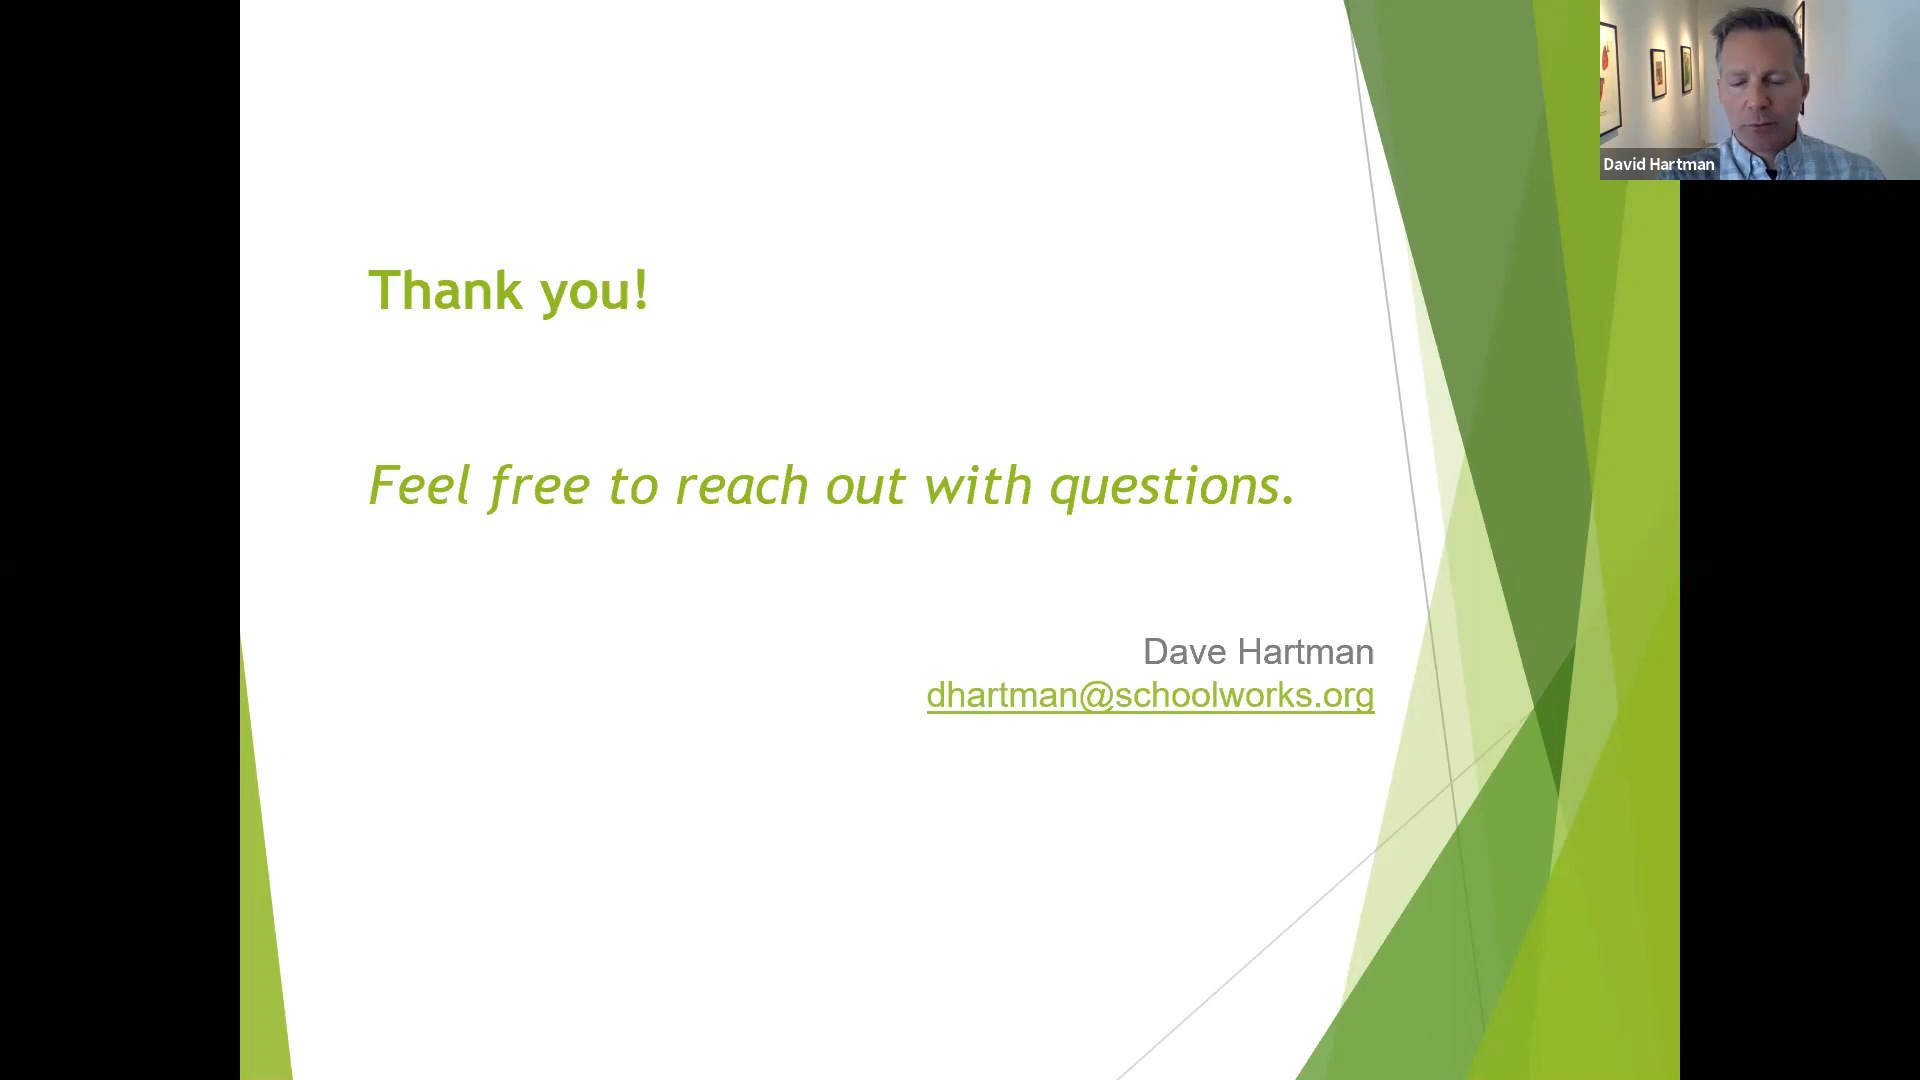 Thank you!
Feel free to reach out with questions.
Dave Hartman
dhartman@schoolworks.org
David Hartman